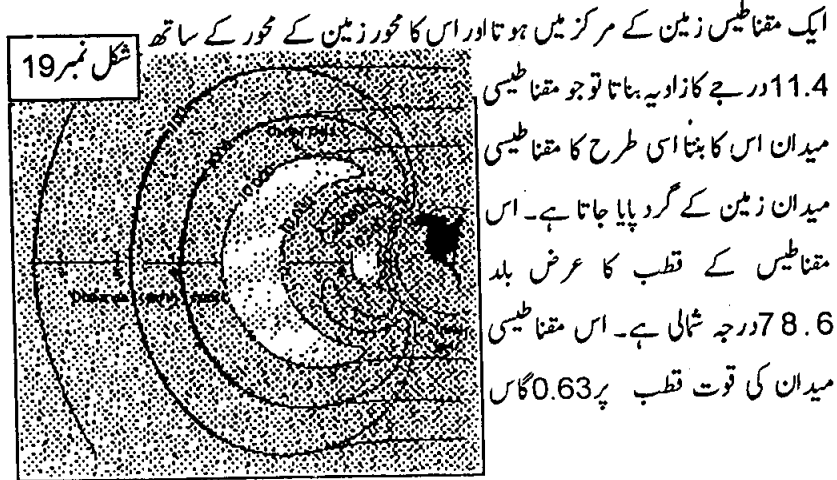 ایک مقناطیس زمین کے مرکز میں ہوتا اور اس کا محور زمین کے محور کے ساتھ
شکل نمبر19
11.4درجے کا زاویہ بناتا تو جو مقناطیسی
میدان اس کا بنتا اسی طرح کا مقناطیسی
میدان زمین کے گرد پایا جاتا ہے۔ اس
مقناطیس کے قطب کا عرض بلد
78.6درجہ شمالی ہے۔ اس مقناطیسی
میدان کی قوت قطب پر0.63گاس